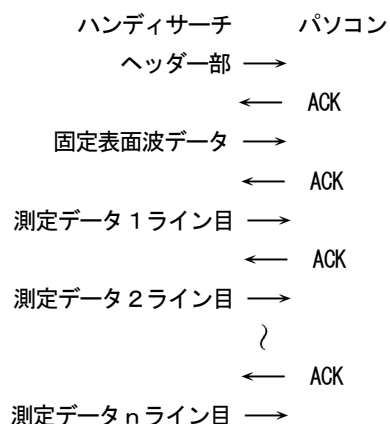 ハンディサーチ　　パソコン
ヘッダー部 →
← ACK
固定表面波データ →
← ACK
測定データ１ライン目 →
← ACK
測定データ２ライン目 →
～
← ACK
測定データｎライン目 →